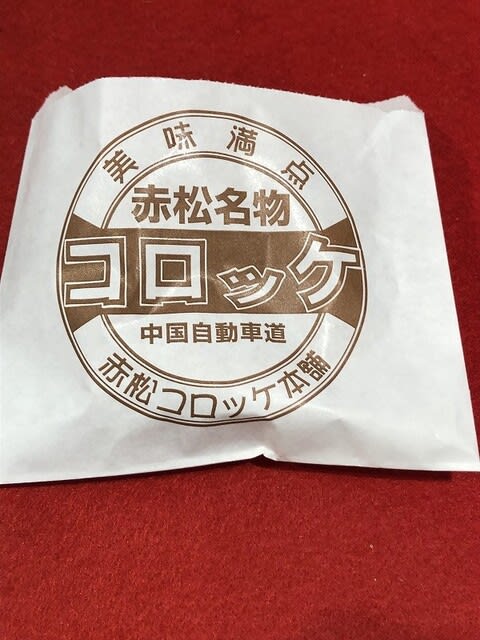 美味満点
赤松名物
コロッケ
中国自動車道
赤松コロッケ本舗